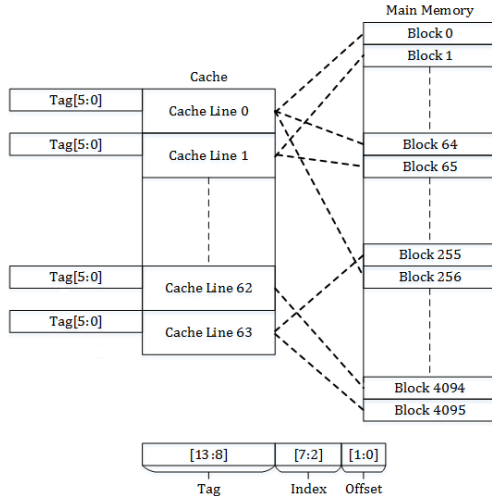 Main Memory
Block 0
Block 1
Cache
Tag[5:0]
Cache Line 0
Tag[5:0]
Cache Line 1
Block 64
Block 65
Block 255
Block 256
Tag[5:0]
Cache Line 62
Tag[5:0]
Cache Line 63
Block 4094
Block 4095
[13:8] [7:2] [1:0]
Tag Index Offset